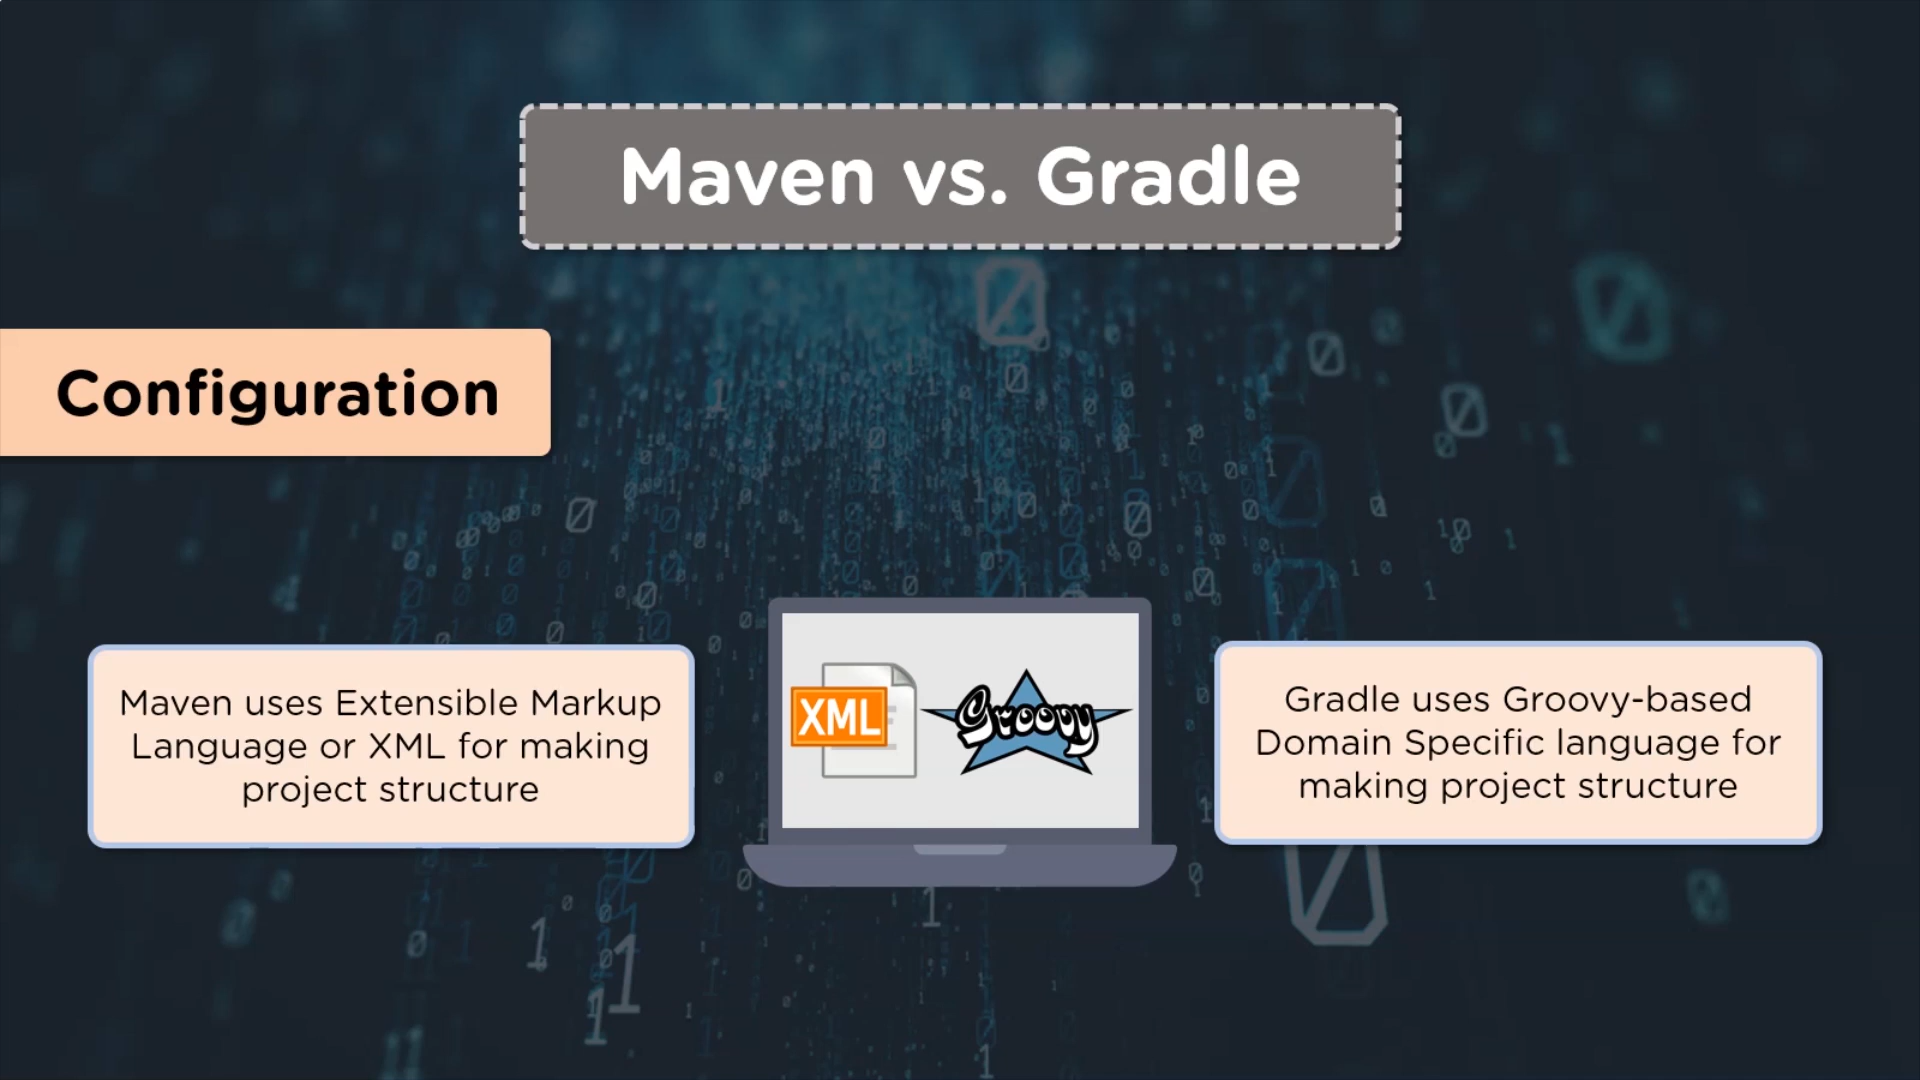 Maven vs. Gradle
Configuration
Maven uses Extensible Markup
Language or XML for making
project structure
XML
Groovy
Gradle uses Groovy-based
Domain Specific language for
making project structure